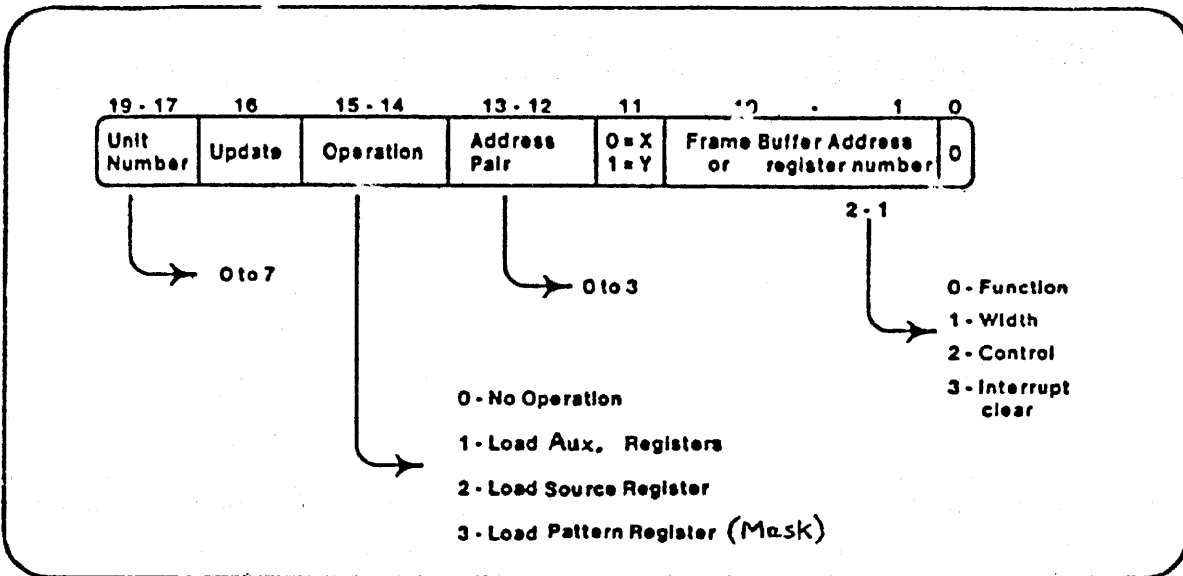 19 - 17 16 15 - 14 13 - 12 11 10 - 1 0
Unit Number Update Operation Address Pair 0 = X 1 = Y Frame Buffer Address or register number 0
2 - 1
0 to 7
0 to 3
0 - Function
1 - Width
2 - Control
3 - Interrupt
clear
0 - No Operation
1 - Load Aux. Registers
2 - Load Source Register
3 - Load Pattern Register (Mask)